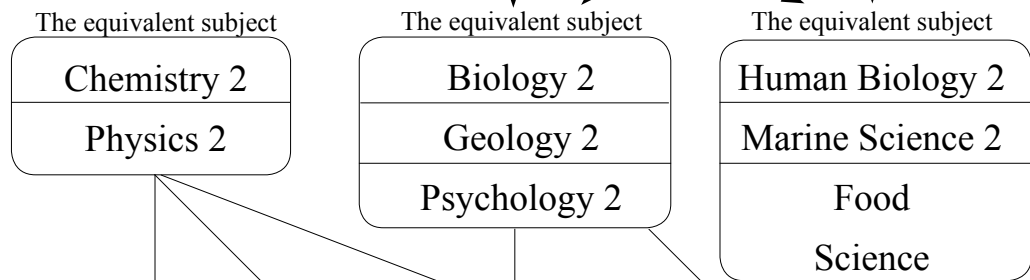 The equivalent subject
Chemistry 2
Physics 2
The equivalent subject
Biology 2
Geology 2
Psychology 2
The equivalent subject
Human Biology 2
Marine Science 2
Food
Science